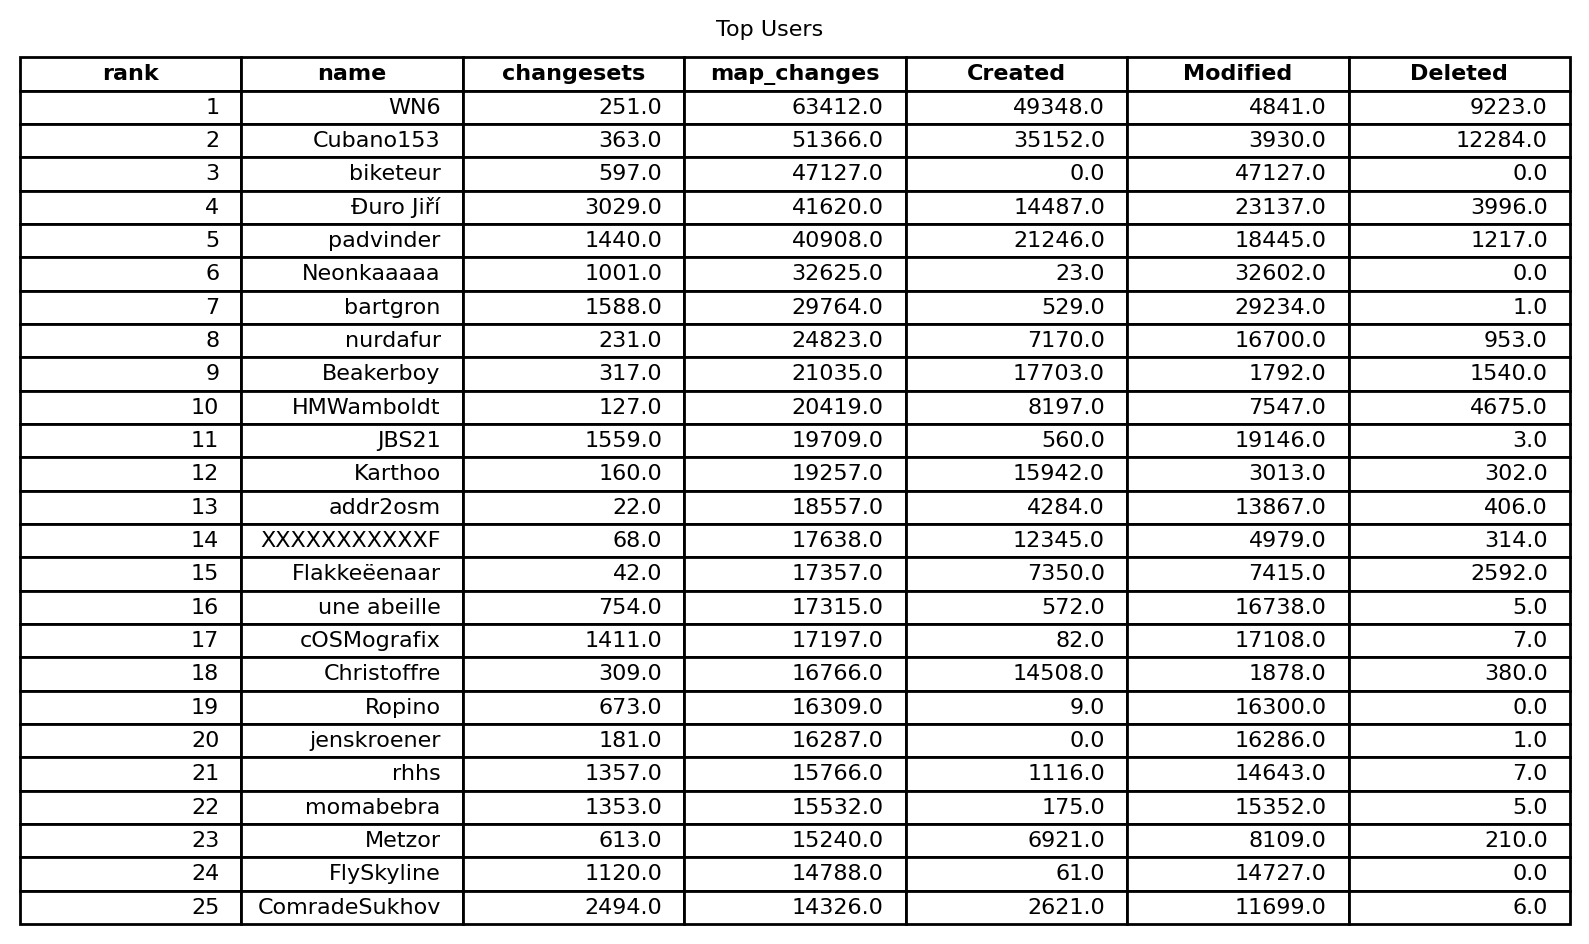 Top Users
rank name changesets map_changes Created Modified Deleted
1 WN6 251.0 63412.0 49348.0 4841.0 9223.0
2 Cubano153 363.0 51366.0 35152.0 3930.0 12284.0
3 biketeur 597.0 47127.0 0.0 47127.0 0.0
4 Đuro Jiří 3029.0 41620.0 14487.0 23137.0 3996.0
5 padvinder 1440.0 40908.0 21246.0 18445.0 1217.0
6 Neonkaaaaa 1001.0 32625.0 23.0 32602.0 0.0
7 bartgron 1588.0 29764.0 529.0 29234.0 1.0
8 nurdafur 231.0 24823.0 7170.0 16700.0 953.0
9 Beakerboy 317.0 21035.0 17703.0 1792.0 1540.0
10 HMWamboldt 127.0 20419.0 8197.0 7547.0 4675.0
11 JBS21 1559.0 19709.0 560.0 19146.0 3.0
12 Karthoo 160.0 19257.0 15942.0 3013.0 302.0
13 addr2osm 22.0 18557.0 4284.0 13867.0 406.0
14 XXXXXXXXXXXF 68.0 17638.0 12345.0 4979.0 314.0
15 Flakkeëenaar 42.0 17357.0 7350.0 7415.0 2592.0
16 une abeille 754.0 17315.0 572.0 16738.0 5.0
17 cOSMografix 1411.0 17197.0 82.0 17108.0 7.0
18 Christoffre 309.0 16766.0 14508.0 1878.0 380.0
19 Ropino 673.0 16309.0 9.0 16300.0 0.0
20 jenskroener 181.0 16287.0 0.0 16286.0 1.0
21 rhhs 1357.0 15766.0 1116.0 14643.0 7.0
22 momabebra 1353.0 15532.0 175.0 15352.0 5.0
23 Metzor 613.0 15240.0 6921.0 8109.0 210.0
24 FlySkyline 1120.0 14788.0 61.0 14727.0 0.0
25 ComradeSukhov 2494.0 14326.0 2621.0 11699.0 6.0